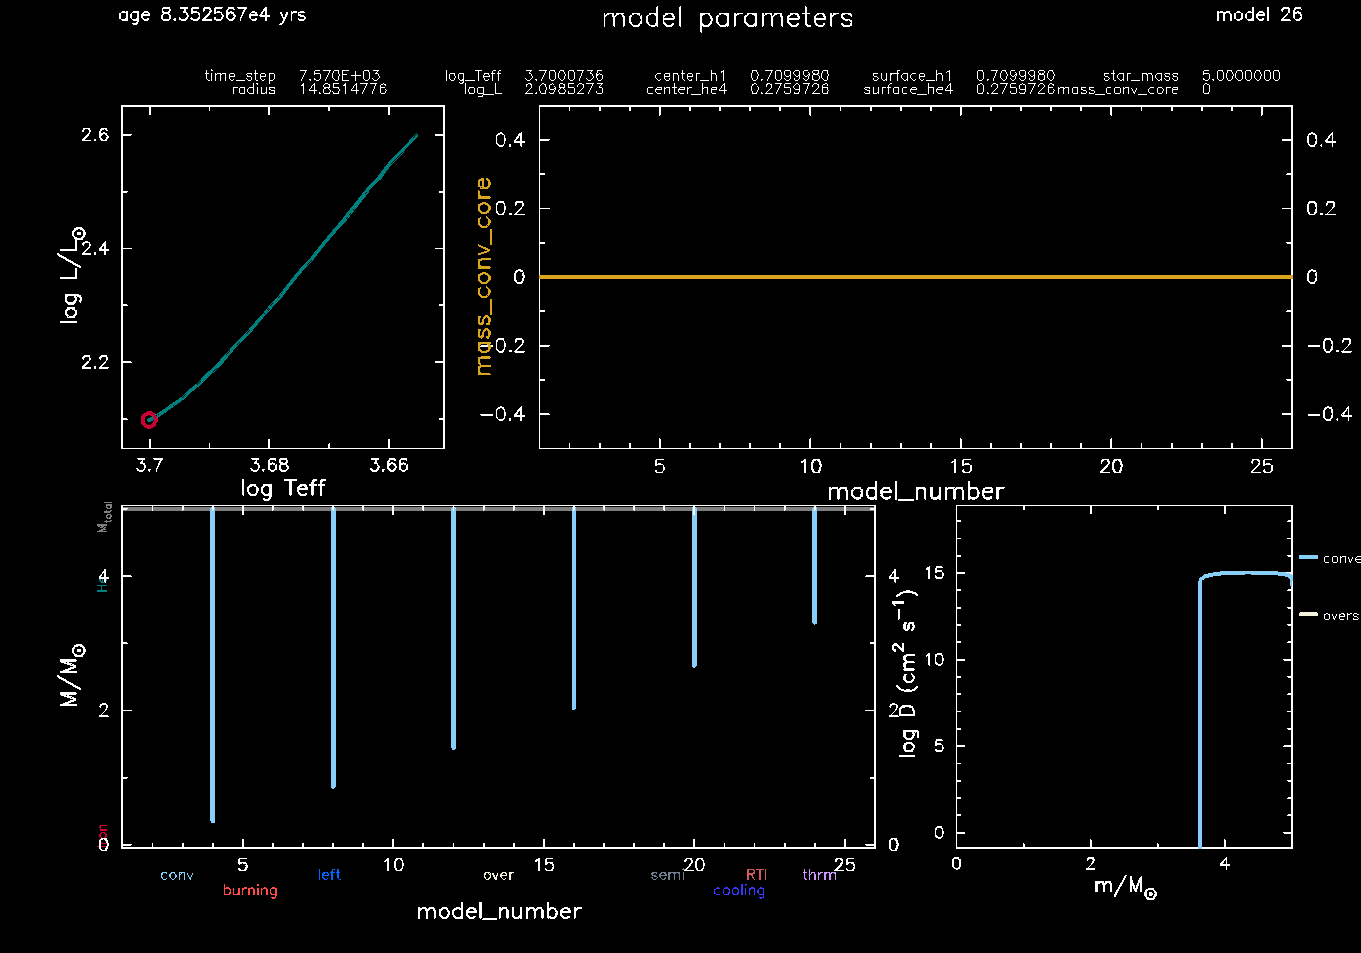 age 8.352567e4 yrs
model parameters
model 26
time_step 7.570E+03 log_Teff 3.7000736 center_h1 0.7099980 surface_h1 0.7099980 star_mass 5.0000000
radius 14.8514776 log_L 2.0985273 center_he4 0.2759726 surface_he4 0.2759726 mass_conv_core 0
2.6
2.4
2.2
log L/L⊙
3.7 3.68 3.66
log Teff
mass_conv_core
0.4 0.4
0.2 0.2
0 0
−0.2 −0.2
−0.4 −0.4
5 10 15 20 25
model_number
Mtotal
He
M/M⊙
4 4
2 2
0 0
5 10 15 20 25
conv left over semi RTI thrm
burning cooling
model_number
log D (cm² s⁻¹)
15
10
5
0
0 2 4
m/M⊙
conve
overs